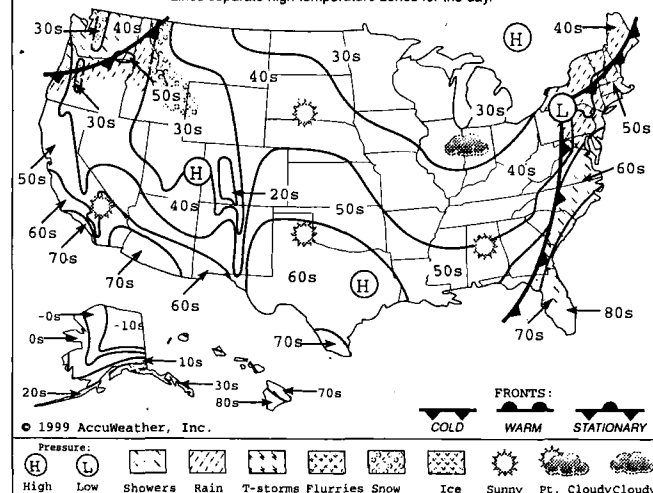 Lines separate high temperature zones for the day.
30s 40s H 40s
30s
40s
50s 30s L
30s 30s 50s
H 40s 60s
20s
50s 40s 50s
60s
70s 60s 50s
70s H
60s 80s
-0s 70s
-10s 70s
0s
10s
20s 30s 70s
80s
FRONTS:
© 1999 AccuWeather, Inc. COLD WARM STATIONARY
Pressure:
H L
High Low Showers Rain T-storms Flurries Snow Ice Sunny Pt. Cloudy Cloudy